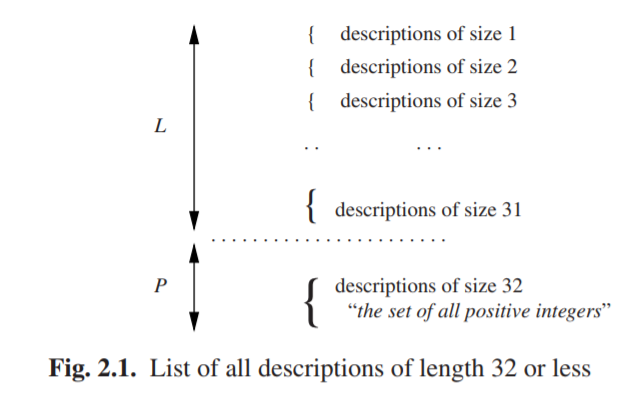 { descriptions of size 1
{ descriptions of size 2
{ descriptions of size 3
L
. . . . .
{ descriptions of size 31
. . . . . . . . . . . . . . . . . . . . . . . .
P { descriptions of size 32
“the set of all positive integers”
Fig. 2.1. List of all descriptions of length 32 or less